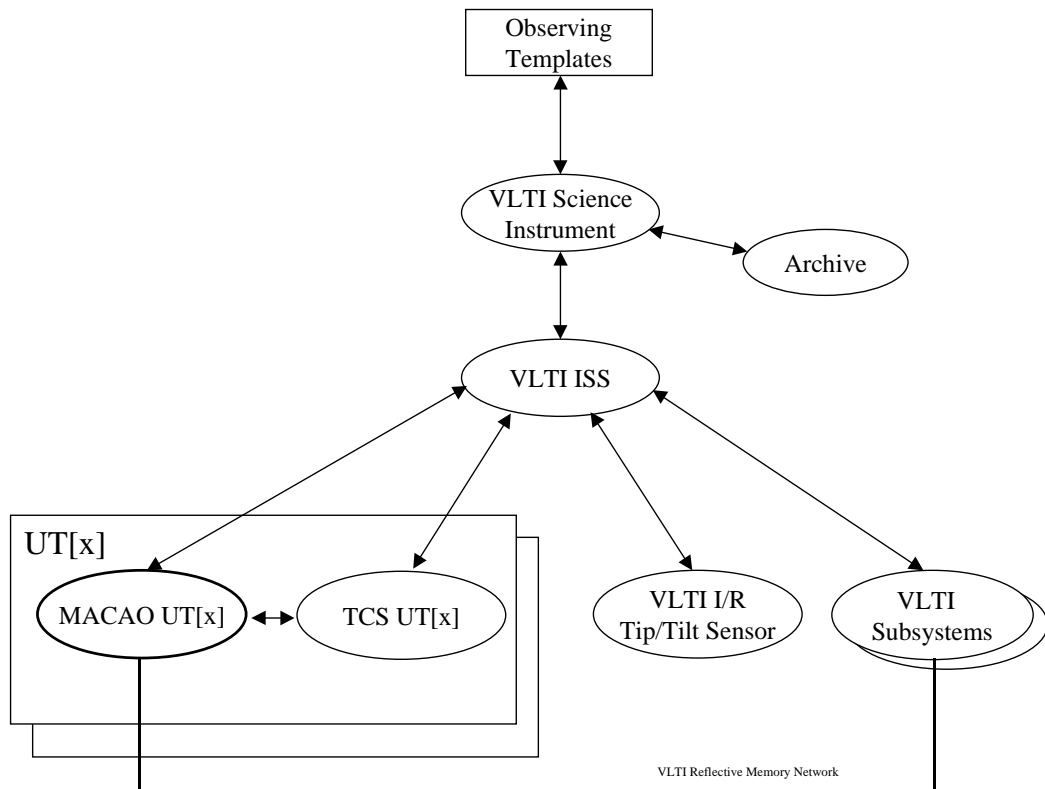 Observing
Templates
VLTI Science
Instrument
Archive
VLTI ISS
UT[x]
MACAO UT[x]
TCS UT[x]
VLTI I/R
Tip/Tilt Sensor
VLTI
Subsystems
VLTI Reflective Memory Network